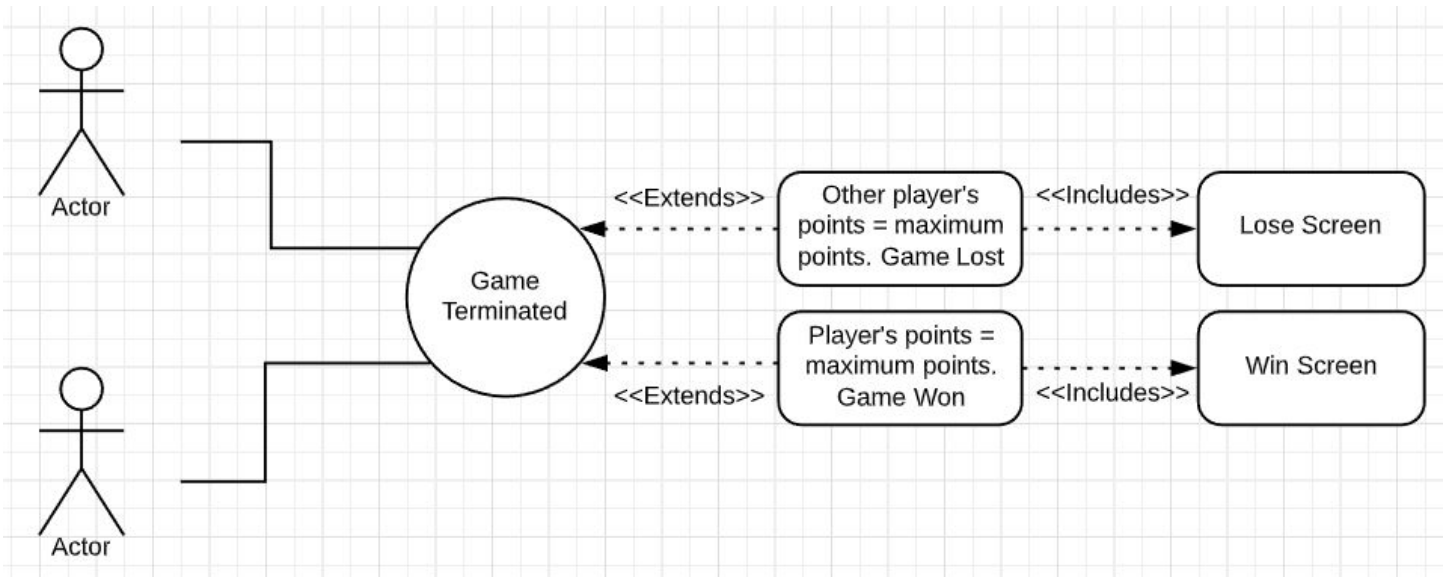 Actor
Game
Terminated
<<Extends>>
Other player's
points = maximum
points. Game Lost
<<Includes>>
Lose Screen
Player's points =
maximum points.
Game Won
<<Extends>>
<<Includes>>
Win Screen
Actor